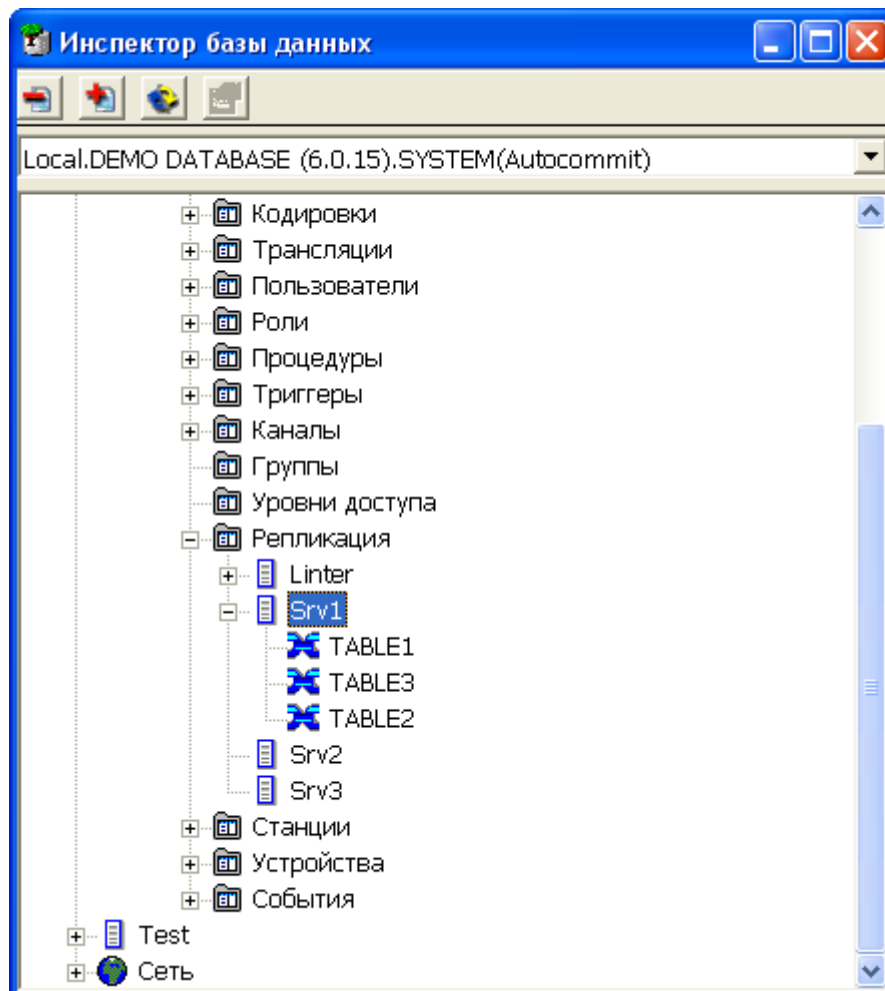 Инспектор базы данных
Local.DEMO DATABASE (6.0.15).SYSTEM(Autocommit)
Кодировки
Трансляции
Пользователи
Роли
Процедуры
Триггеры
Каналы
Группы
Уровни доступа
Репликация
Linter
Srv1
TABLE1
TABLE3
TABLE2
Srv2
Srv3
Станции
Устройства
События
Test
Сеть